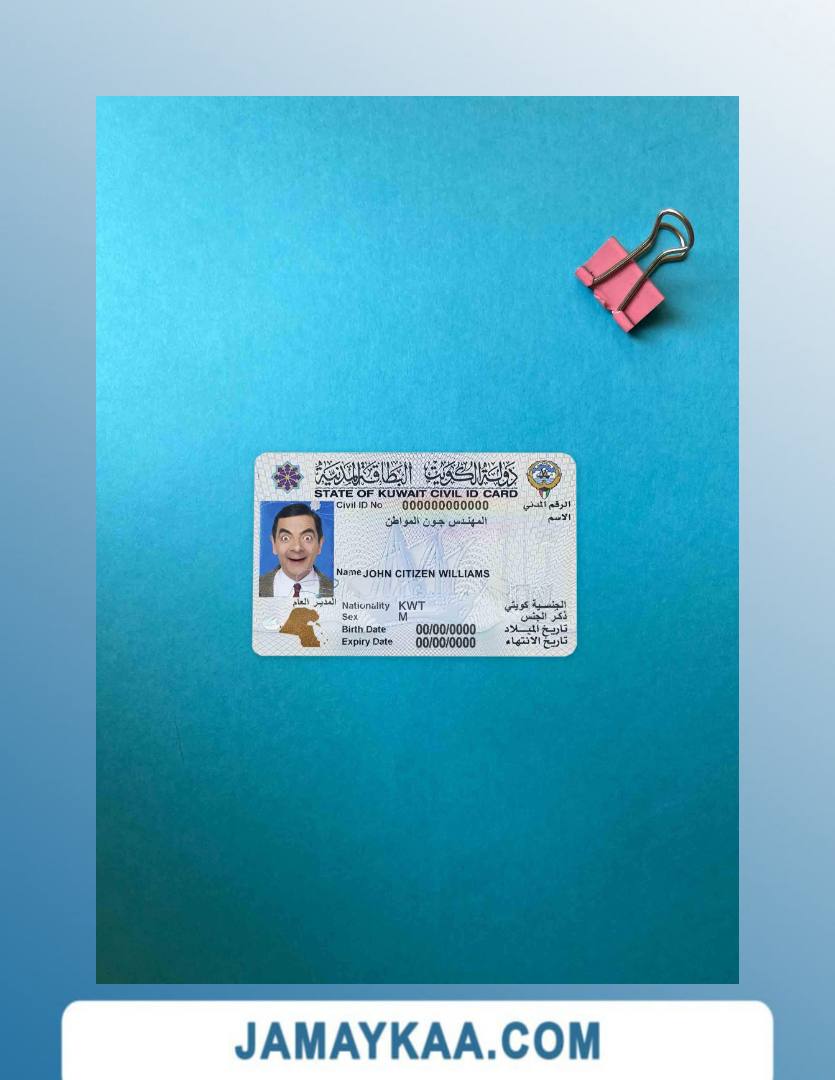 دولة الكويت البطاقة المدنية
STATE OF KUWAIT CIVIL ID CARD
Civil ID No 000000000000 الرقم المدني
الاسم
المهندس جون المواطن
Name JOHN CITIZEN WILLIAMS
المدير العام
Nationality KWT الجنسية كويتي
Sex M ذكر الجنس
Birth Date 00/00/0000 تاريخ الميلاد
Expiry Date 00/00/0000 تاريخ الانتهاء
JAMAYKAA.COM